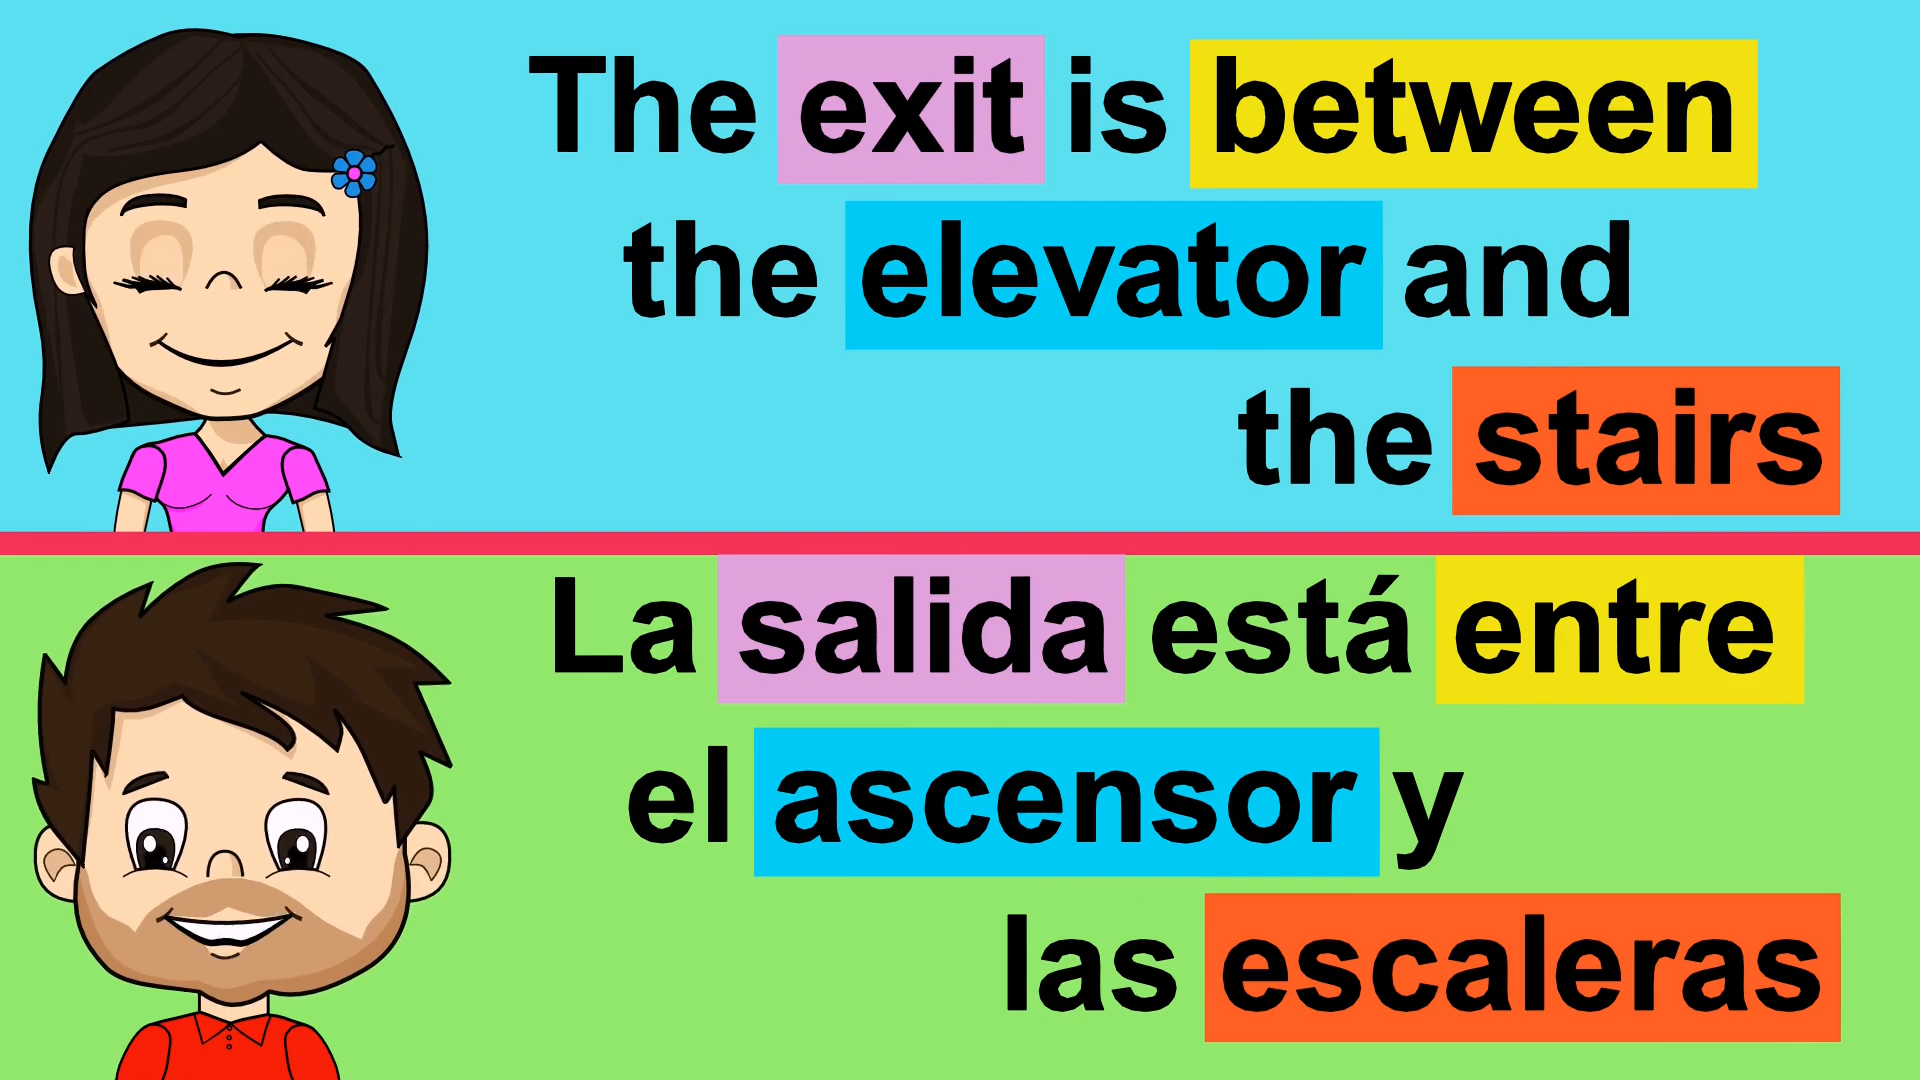 The exit is between
the elevator and
the stairs
La salida está entre
el ascensor y
las escaleras